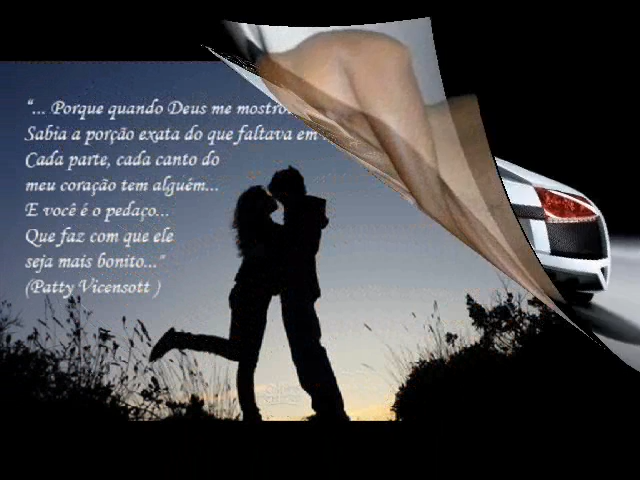 "... Porque quando Deus me mostro
Sabia a porção exata do que faltava em
Cada parte, cada canto do
meu coração tem alguém...
E você é o pedaço...
Que faz com que ele
seja mais bonito..."
(Patty Vicensott )